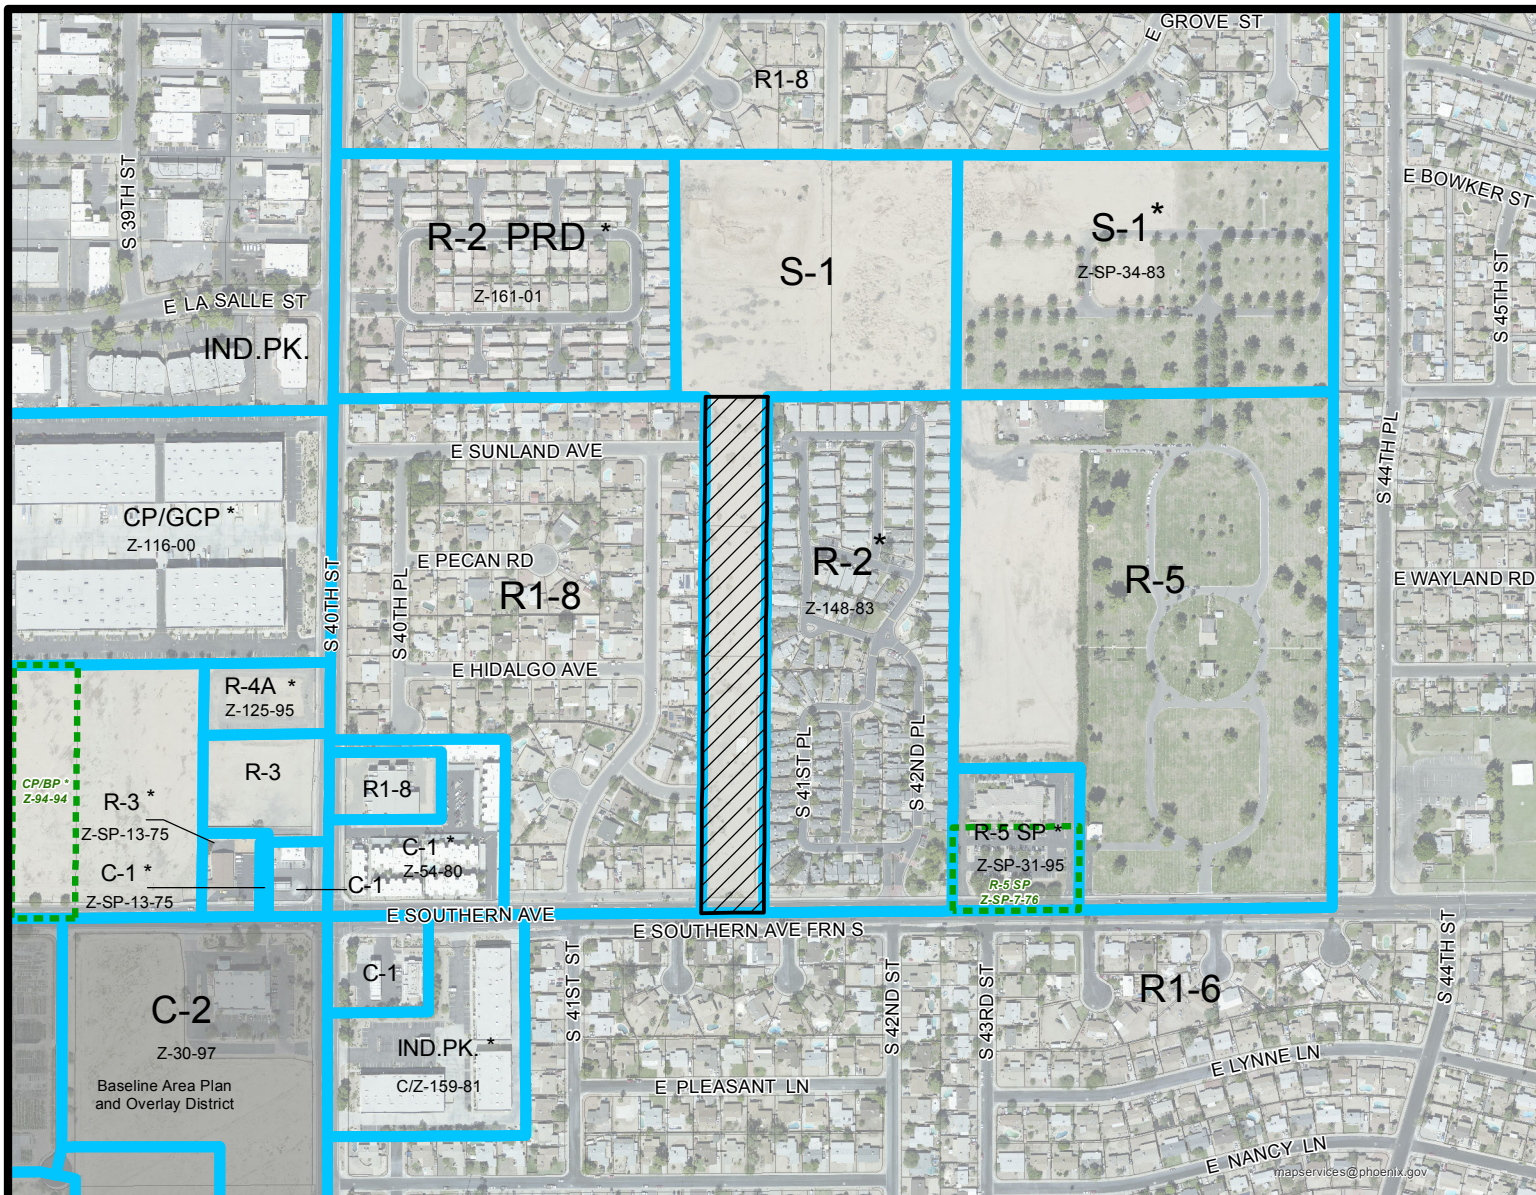 E GROVE ST
R1-8
S 39TH ST
E BOWKER ST
R-2 PRD *
Z-161-01
S-1
S-1*
Z-SP-34-83
S 45TH ST
E LA SALLE ST
IND.PK.
S 44TH PL
E SUNLAND AVE
CP/GCP *
Z-116-00
E PECAN RD
R1-8
S 40TH ST
S 40TH PL
R-2*
Z-148-83
R-5
E WAYLAND RD
E HIDALGO AVE
R-4A *
Z-125-95
R-3
R1-8
CP/BP *
Z-94-94
R-3 *
Z-SP-13-75
C-1 *
Z-SP-13-75
C-1
C-1 *
Z-54-80
S 41ST PL
S 42ND PL
R-5 SP *
Z-SP-31-95
R-5 SP
Z-SP-7-76
E SOUTHERN AVE
E SOUTHERN AVE FRN S
C-1
S 41ST ST
S 42ND ST
S 43RD ST
S 44TH ST
R1-6
C-2
Z-30-97
Baseline Area Plan
and Overlay District
IND.PK. *
C/Z-159-81
E PLEASANT LN
E LYNNE LN
E NANCY LN
mapservices@phoenix.gov